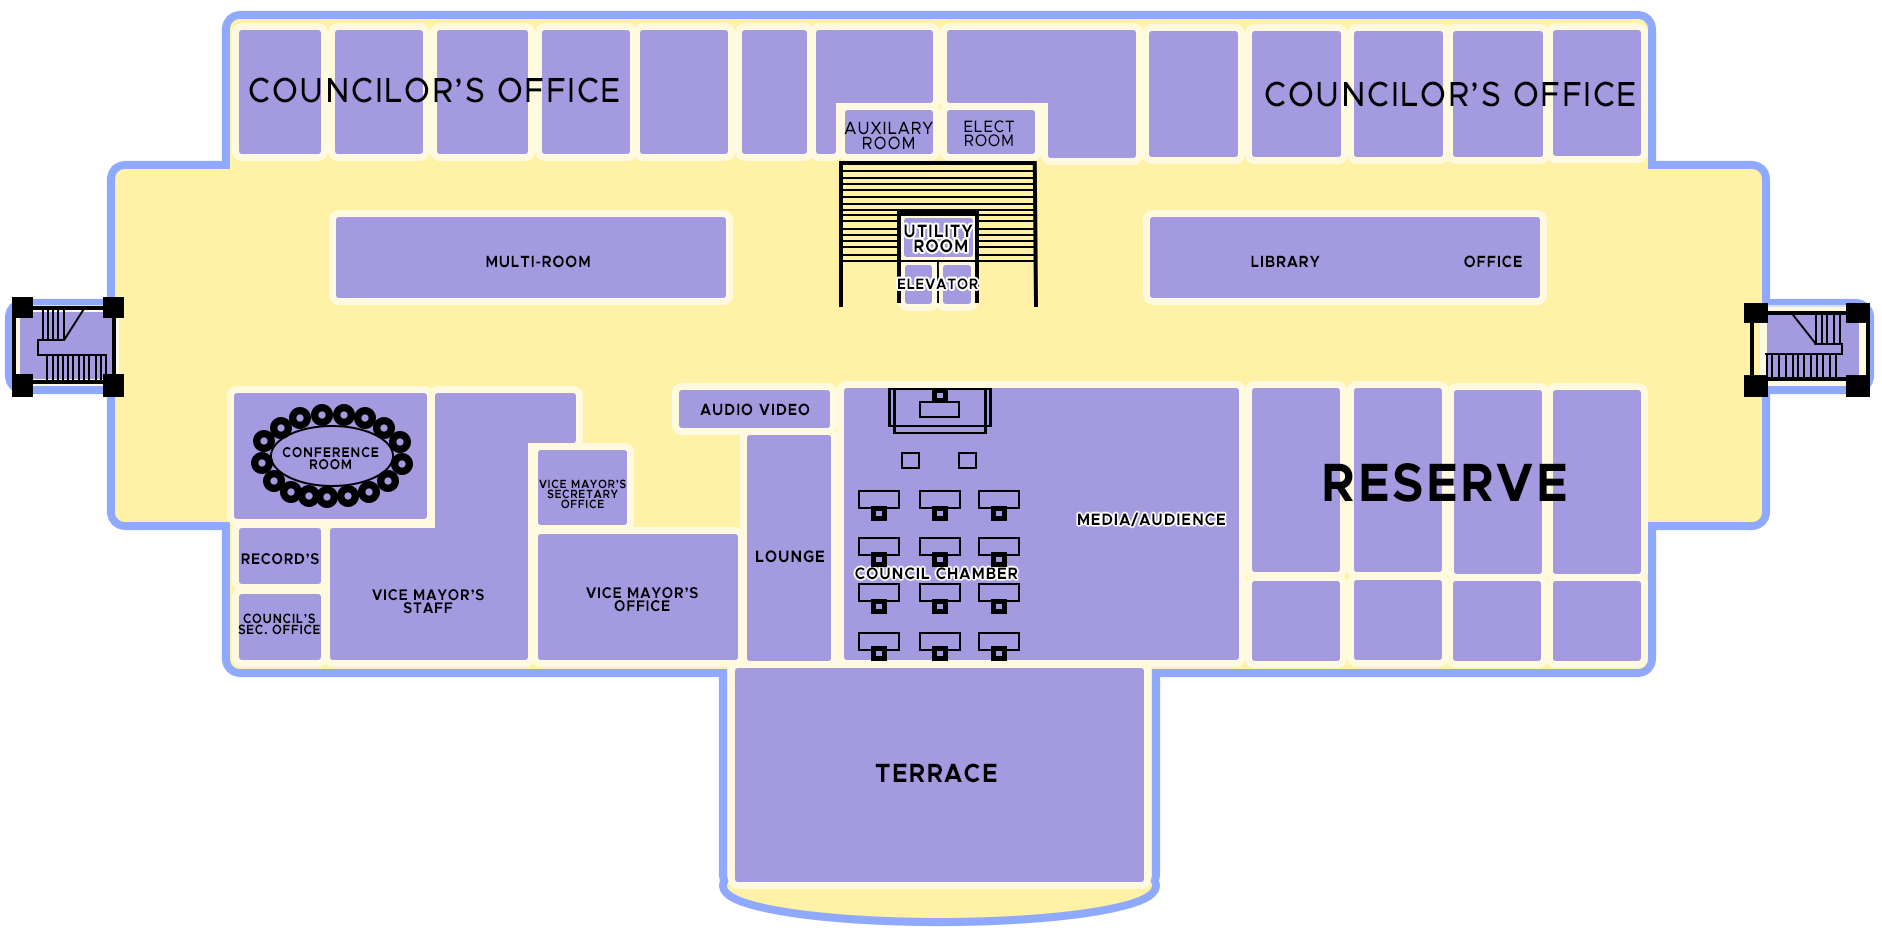 COUNCILOR'S OFFICE
COUNCILOR'S OFFICE
AUXILARY
ROOM
ELECT
ROOM
UTILITY
ROOM
ELEVATOR
MULTI-ROOM
LIBRARY
OFFICE
CONFERENCE
ROOM
AUDIO VIDEO
VICE MAYOR'S
SECRETARY
OFFICE
RESERVE
MEDIA/AUDIENCE
RECORD'S
LOUNGE
COUNCIL CHAMBER
VICE MAYOR'S
STAFF
VICE MAYOR'S
OFFICE
COUNCIL'S
SEC. OFFICE
TERRACE